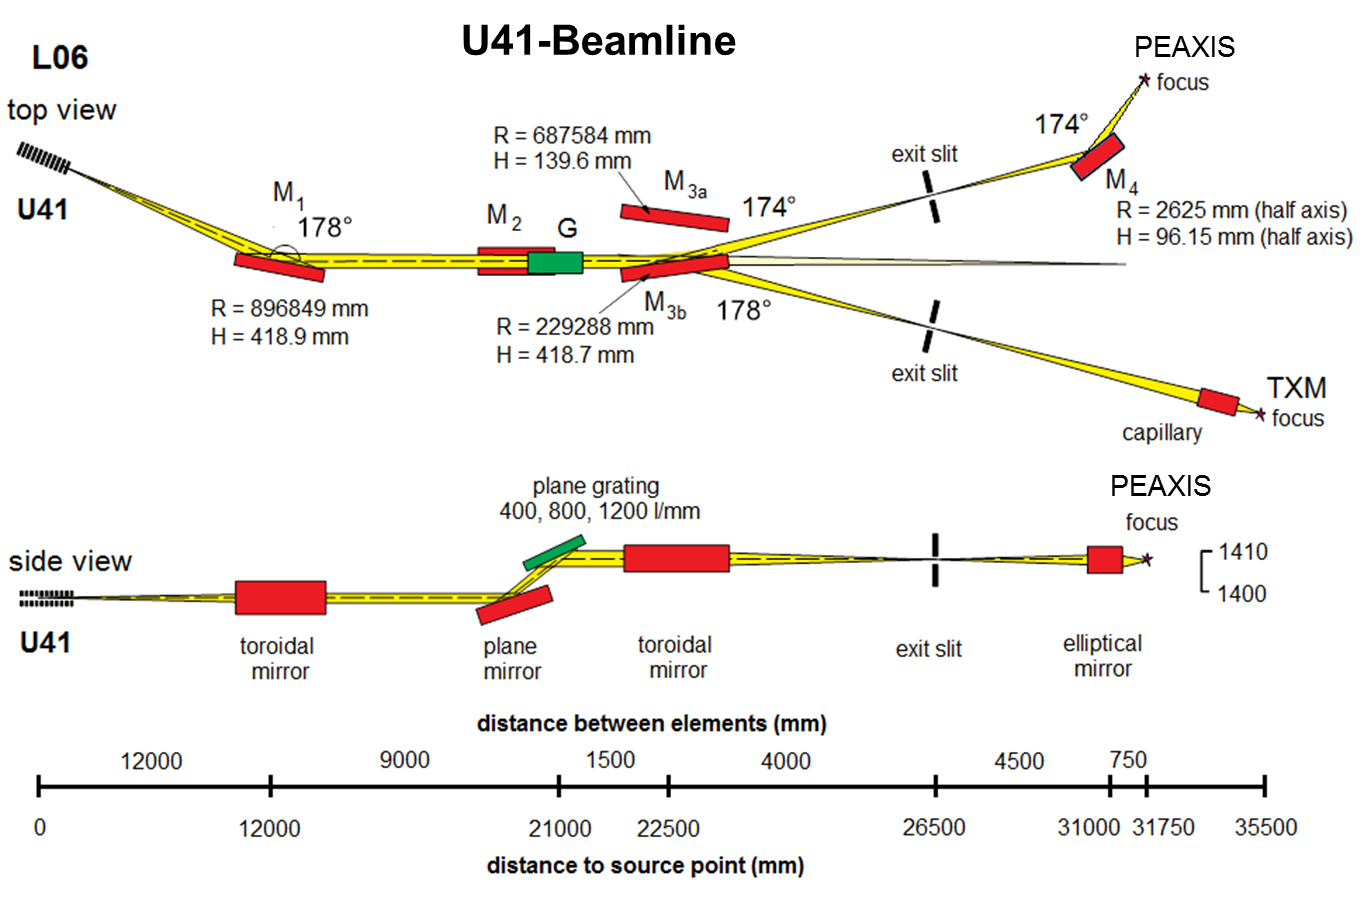 U41-Beamline
L06
top view
U41
M1
178°
R = 896849 mm
H = 418.9 mm
M2
G
R = 687584 mm
H = 139.6 mm
M3a
174°
M3b
178°
R = 229288 mm
H = 418.7 mm
exit slit
exit slit
174°
PEAXIS
focus
M4
R = 2625 mm (half axis)
H = 96.15 mm (half axis)
TXM
focus
capillary
plane grating
400, 800, 1200 l/mm
PEAXIS
focus
1410
1400
side view
U41
toroidal
mirror
plane
mirror
toroidal
mirror
exit slit
elliptical
mirror
distance between elements (mm)
12000 9000 1500 4000 4500 750
0 12000 21000 22500 26500 31000 31750 35500
distance to source point (mm)